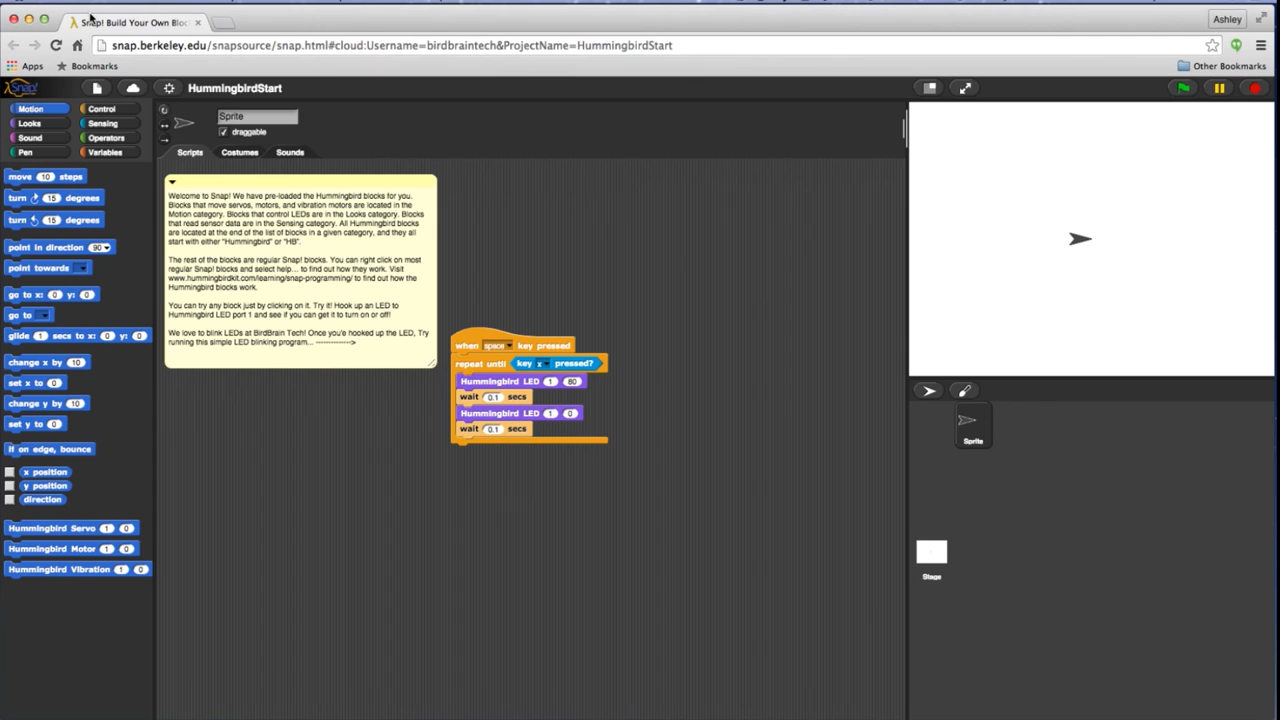 Snap! Build Your Own Bloc
Ashley
snap.berkeley.edu/snapsource/snap.html#cloud:Username=birdbraintech&ProjectName=HummingbirdStart
Apps
Bookmarks
Other Bookmarks
Snap!
HummingbirdStart
Motion
Control
Looks
Sensing
Sound
Operators
Pen
Variables
Sprite
draggable
Scripts
Costumes
Sounds
move 10 steps
turn 15 degrees
turn 15 degrees
point in direction 90
point towards
go to x: 0 y: 0
go to
glide 1 secs to x: 0 y: 0
change x by 10
set x to 0
change y by 10
set y to 0
if on edge, bounce
x position
y position
direction
Hummingbird Servo 1 0
Hummingbird Motor 1 0
Hummingbird Vibration 1 0
Welcome to Snap! We have pre-loaded the Hummingbird blocks for you.
Blocks that move servos, motors, and vibration motors are located in the
Motion category. Blocks that control LEDs are in the Looks category. Blocks
that read sensor data are in the Sensing category. All Hummingbird blocks
are located at the end of the list of blocks in a given category, and they all
start with either "Hummingbird" or "HB".
The rest of the blocks are regular Snap! blocks. You can right click on most
regular Snap! blocks and select help... to find out how they work. Visit
www.hummingbirdkit.com/learning/snap-programming/ to find out how the
Hummingbird blocks work.
You can try any block just by clicking on it. Try it! Hook up an LED to
Hummingbird LED port 1 and see if you can get it to turn on or off!
We love to blink LEDs at BirdBrain Tech! Once you'e hooked up the LED, Try
running this simple LED blinking program... ------------->
when space key pressed
repeat until key x pressed?
Hummingbird LED 1 80
wait 0.1 secs
Hummingbird LED 1 0
wait 0.1 secs
Sprite
Stage